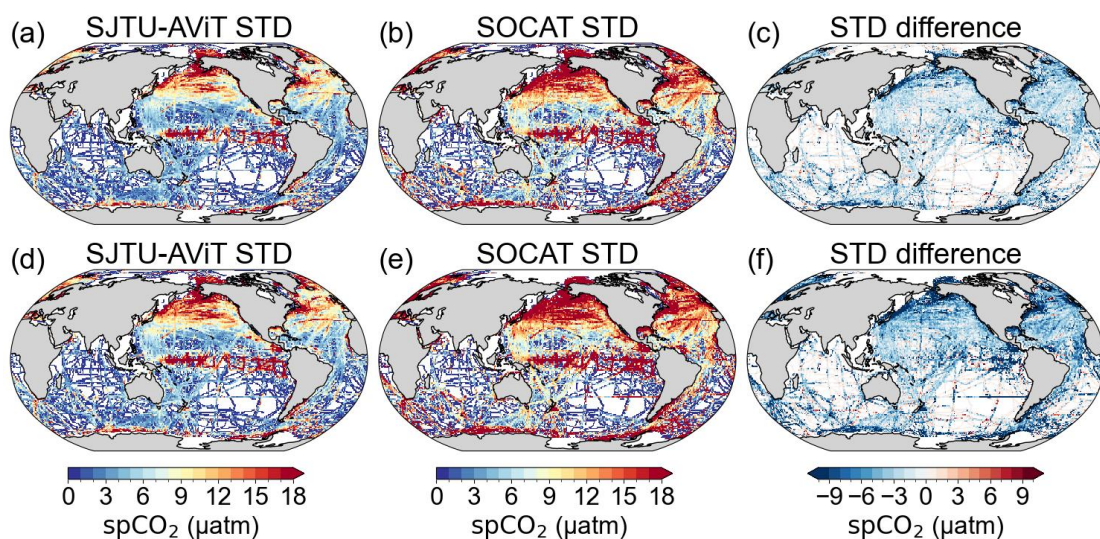 (a) SJTU-AViT STD (b) SOCAT STD (c) STD difference
(d) SJTU-AViT STD (e) SOCAT STD (f) STD difference
0 3 6 9 12 15 18 0 3 6 9 12 15 18 −9 −6 −3 0 3 6 9
spCO₂ (μatm) spCO₂ (μatm) spCO₂ (μatm)